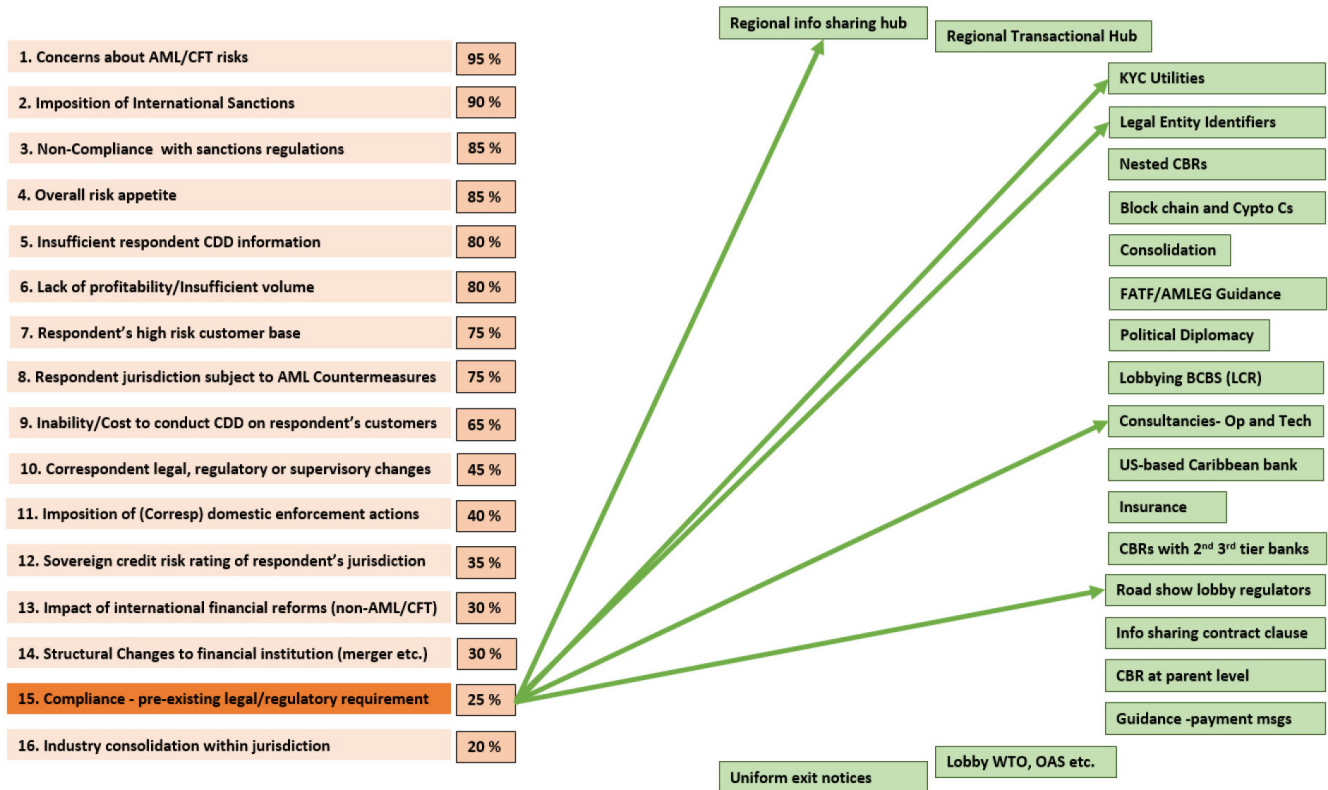 1. Concerns about AML/CFT risks 95 %
2. Imposition of International Sanctions 90 %
3. Non-Compliance with sanctions regulations 85 %
4. Overall risk appetite 85 %
5. Insufficient respondent CDD information 80 %
6. Lack of profitability/Insufficient volume 80 %
7. Respondent's high risk customer base 75 %
8. Respondent jurisdiction subject to AML Countermeasures 75 %
9. Inability/Cost to conduct CDD on respondent's customers 65 %
10. Correspondent legal, regulatory or supervisory changes 45 %
11. Imposition of (Corresp) domestic enforcement actions 40 %
12. Sovereign credit risk rating of respondent's jurisdiction 35 %
13. Impact of international financial reforms (non-AML/CFT) 30 %
14. Structural Changes to financial institution (merger etc.) 30 %
15. Compliance - pre-existing legal/regulatory requirement 25 %
16. Industry consolidation within jurisdiction 20 %
Regional info sharing hub
Regional Transactional Hub
KYC Utilities
Legal Entity Identifiers
Nested CBRs
Block chain and Cypto Cs
Consolidation
FATF/AMLEG Guidance
Political Diplomacy
Lobbying BCBS (LCR)
Consultancies- Op and Tech
US-based Caribbean bank
Insurance
CBRs with 2nd 3rd tier banks
Road show lobby regulators
Info sharing contract clause
CBR at parent level
Guidance -payment msgs
Lobby WTO, OAS etc.
Uniform exit notices